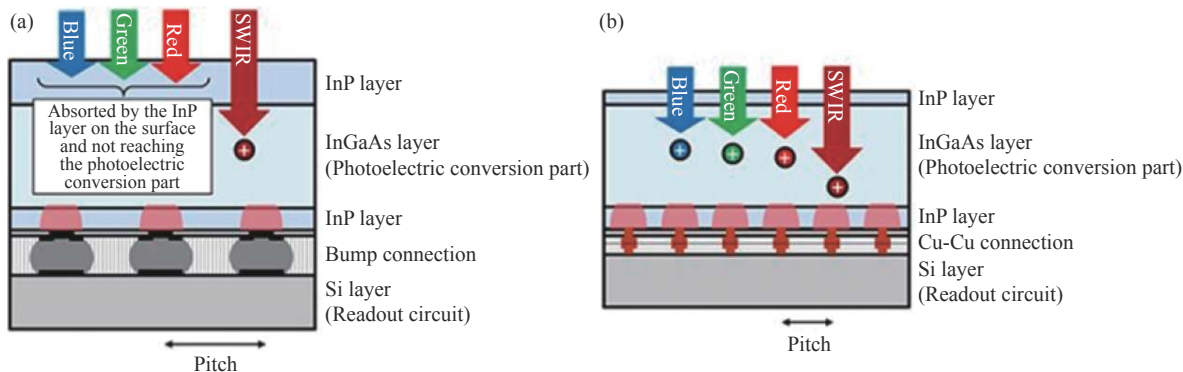 (a)
Blue
Green
Red
SWIR
InP layer
Absorted by the InP
layer on the surface
and not reaching
the photoelectric
conversion part
InGaAs layer
(Photoelectric conversion part)
InP layer
Bump connection
Si layer
(Readout circuit)
Pitch
(b)
Blue
Green
Red
SWIR
InP layer
InGaAs layer
(Photoelectric conversion part)
InP layer
Cu-Cu connection
Si layer
(Readout circuit)
Pitch